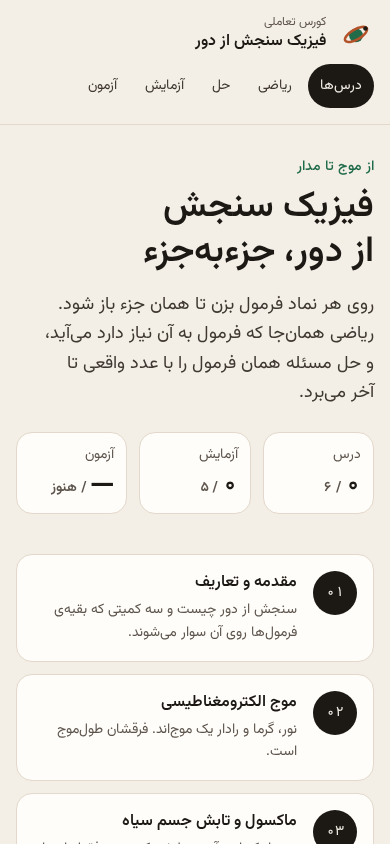 کورس تعاملی
فیزیک سنجش از دور
درس‌ها
ریاضی
حل
آزمایش
آزمون
از موج تا مدار
فیزیک سنجش
از دور، جزءبه‌جزء
روی هر نماد فرمول بزن تا همان جزء باز شود.
ریاضی همان‌جا که فرمول به آن نیاز دارد می‌آید،
و حل مسئله همان فرمول را با عدد واقعی تا
آخر می‌برد.
درس
۰ / ۶
آزمایش
۰ / ۵
آزمون
— / هنوز
۰۱
مقدمه و تعاریف
سنجش از دور چیست و سه کمیتی که بقیه‌ی
فرمول‌ها روی آن سوار می‌شوند.
۰۲
موج الکترومغناطیسی
نور، گرما و رادار یک موج‌اند. فرقشان طول‌موج
است.
۰۳
ماکسول و تابش جسم سیاه